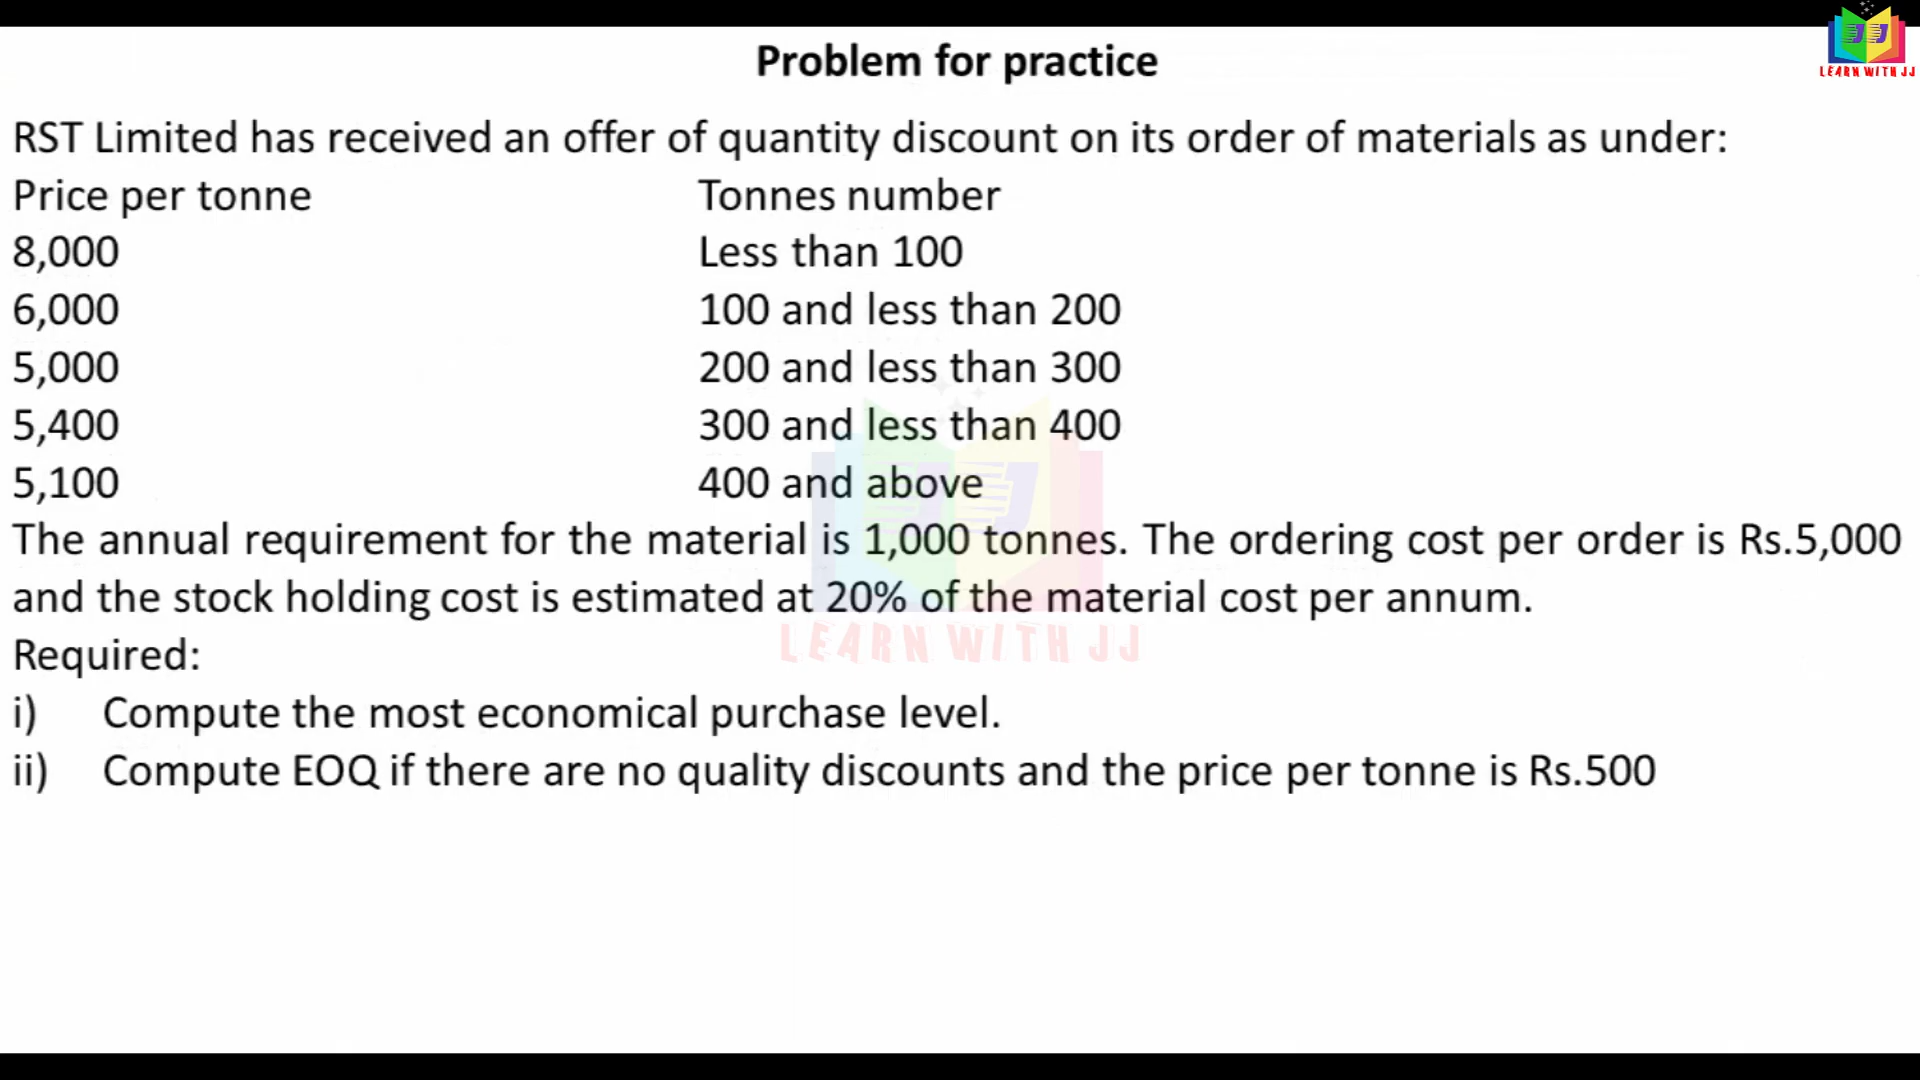 LEARN WITH JJ
Problem for practice
RST Limited has received an offer of quantity discount on its order of materials as under:
Price per tonne Tonnes number
8,000 Less than 100
6,000 100 and less than 200
5,000 200 and less than 300
5,400 300 and less than 400
5,100 400 and above
The annual requirement for the material is 1,000 tonnes. The ordering cost per order is Rs.5,000
and the stock holding cost is estimated at 20% of the material cost per annum.
LEARN WITH JJ
Required:
i) Compute the most economical purchase level.
ii) Compute EOQ if there are no quality discounts and the price per tonne is Rs.500